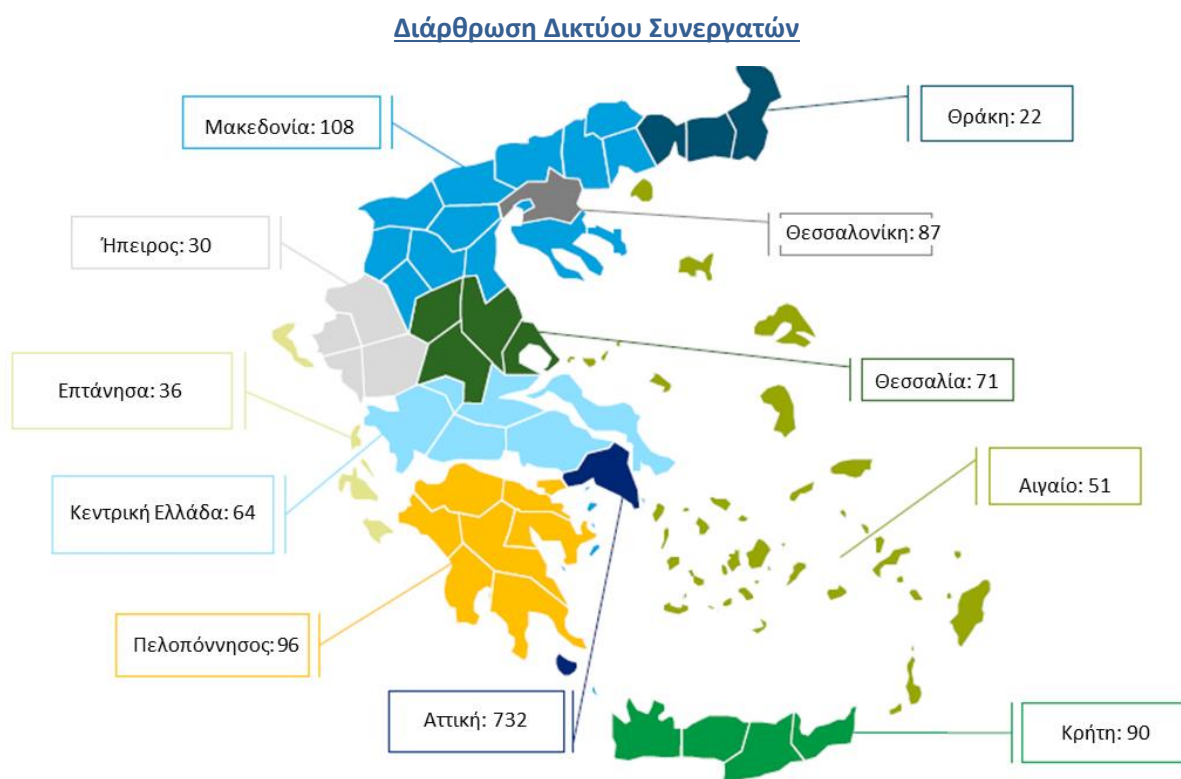 Διάρθρωση Δικτύου Συνεργατών
Μακεδονία: 108
Θράκη: 22
Ήπειρος: 30
Θεσσαλονίκη: 87
Επτάνησα: 36
Θεσσαλία: 71
Κεντρική Ελλάδα: 64
Αιγαίο: 51
Πελοπόννησος: 96
Αττική: 732
Κρήτη: 90